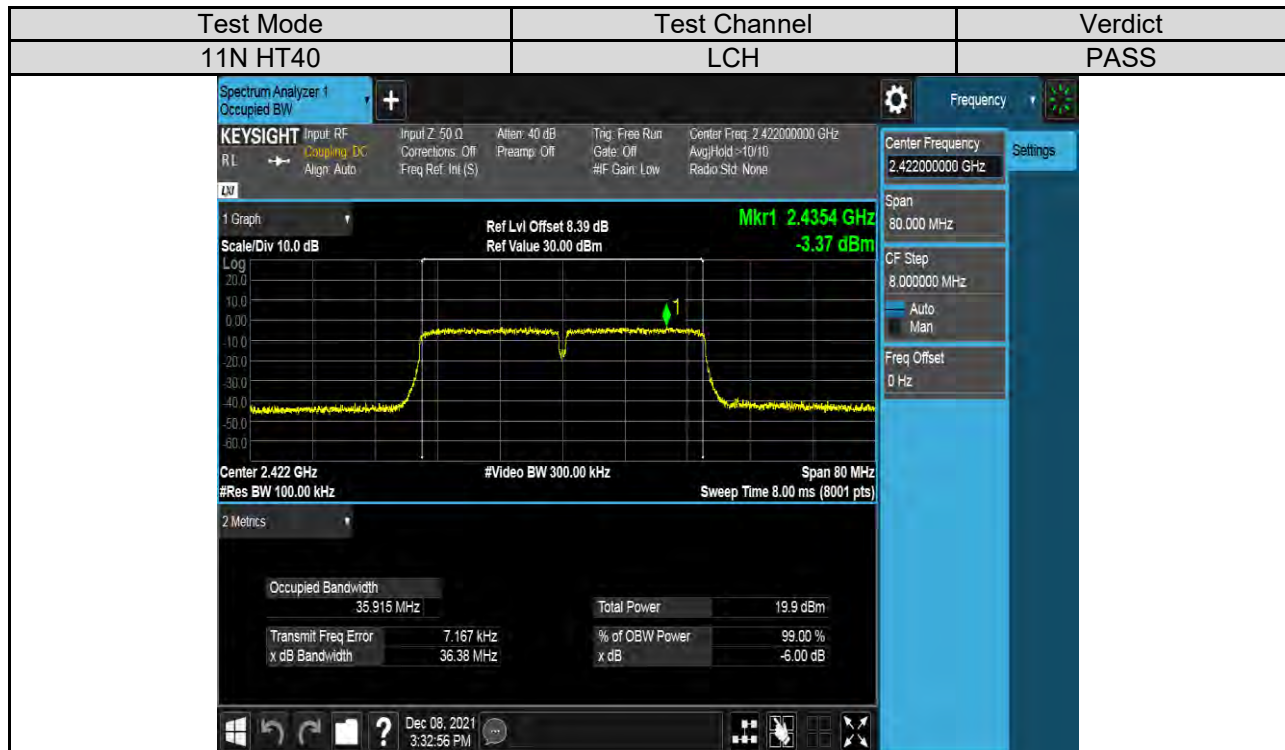 Test Mode Test Channel Verdict
11N HT40 LCH PASS
Spectrum Analyzer 1
Occupied BW
+
Frequency
KEYSIGHT Input: RF Input Z: 50 Ω Atten: 40 dB Trig: Free Run Center Freq: 2.422000000 GHz
RL Coupling: DC Corrections: Off Preamp: Off Gate: Off Avg|Hold:>10/10
Align: Auto Freq Ref: Int (S) #IF Gain: Low Radio Std: None
LXI
Center Frequency
2.422000000 GHz
Settings
Span
80.000 MHz
CF Step
8.000000 MHz
Auto
Man
Freq Offset
0 Hz
1 Graph Ref Lvl Offset 8.39 dB Mkr1 2.4354 GHz
Scale/Div 10.0 dB Ref Value 30.00 dBm -3.37 dBm
Log
20.0
10.0
0.00
-10.0
-20.0
-30.0
-40.0
-50.0
-60.0
1
Center 2.422 GHz #Video BW 300.00 kHz Span 80 MHz
#Res BW 100.00 kHz Sweep Time 8.00 ms (8001 pts)
2 Metrics
Occupied Bandwidth
35.915 MHz Total Power 19.9 dBm
Transmit Freq Error 7.167 kHz % of OBW Power 99.00 %
x dB Bandwidth 36.38 MHz x dB -6.00 dB
? Dec 08, 2021
3:32:56 PM